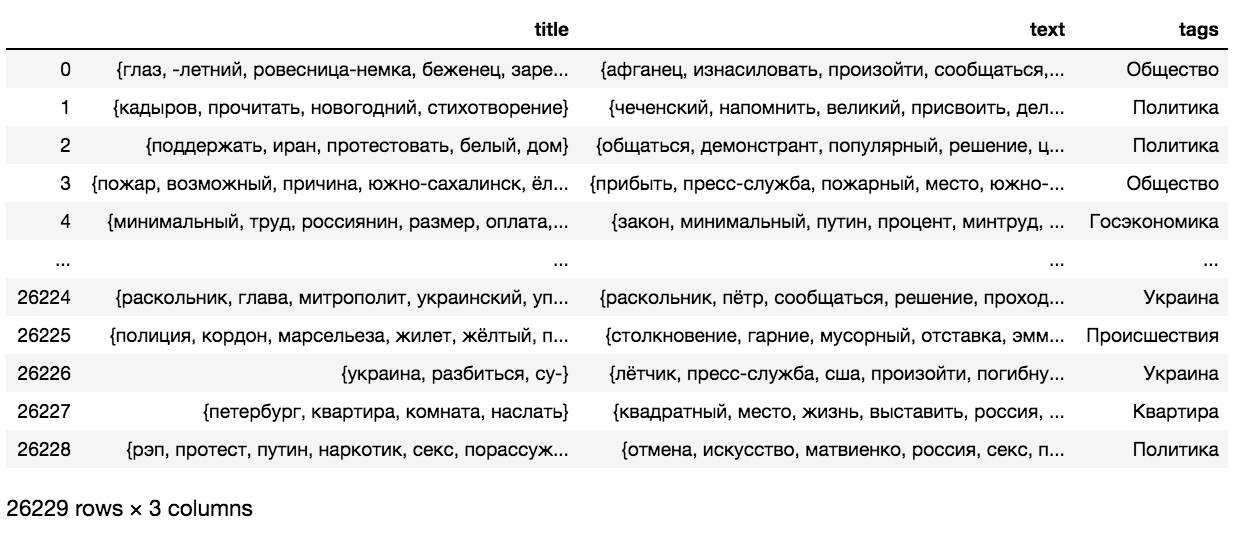 title text tags
0 {глаз, -летний, ровесница-немка, беженец, заре... {афганец, изнасиловать, произойти, сообщаться,... Общество
1 {кадыров, прочитать, новогодний, стихотворение} {чеченский, напомнить, великий, присвоить, дел... Политика
2 {поддержать, иран, протестовать, белый, дом} {общаться, демонстрант, популярный, решение, ц... Политика
3 {пожар, возможный, причина, южно-сахалинск, ёл... {прибыть, пресс-служба, пожарный, место, южно-... Общество
4 {минимальный, труд, россиянин, размер, оплата,... {закон, минимальный, путин, процент, минтруд, ... Госэкономика
... ... ... ...
26224 {раскольник, глава, митрополит, украинский, уп... {раскольник, пётр, сообщаться, решение, проход... Украина
26225 {полиция, кордон, марсельеза, жилет, жёлтый, п... {столкновение, гарние, мусорный, отставка, эмм... Происшествия
26226 {украина, разбиться, су-} {лётчик, пресс-служба, сша, произойти, погибну... Украина
26227 {петербург, квартира, комната, наслать} {квадратный, место, жизнь, выставить, россия, ... Квартира
26228 {рэп, протест, путин, наркотик, секс, порассуж... {отмена, искусство, матвиенко, россия, секс, п... Политика
26229 rows × 3 columns